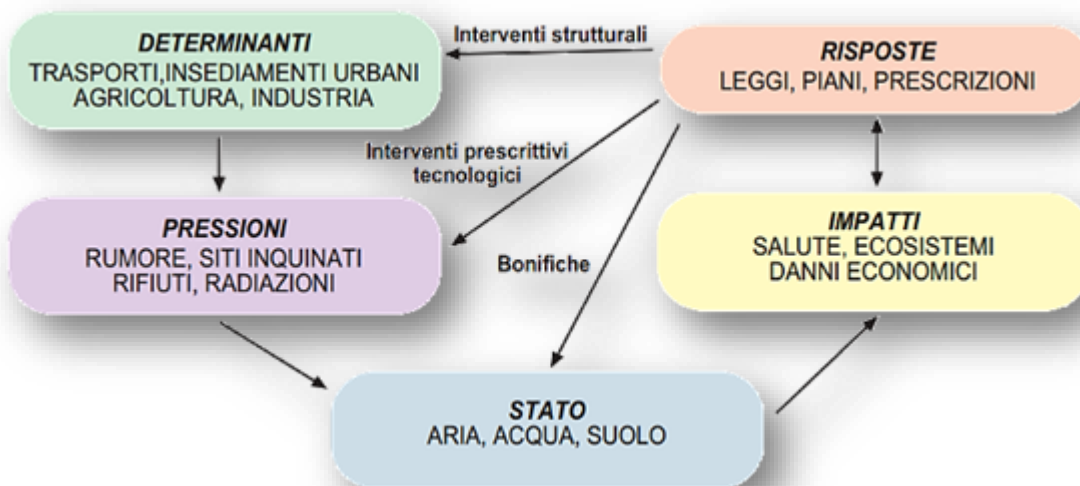 DETERMINANTI
TRASPORTI,INSEDIAMENTI URBANI
AGRICOLTURA, INDUSTRIA
Interventi strutturali
RISPOSTE
LEGGI, PIANI, PRESCRIZIONI
Interventi prescrittivi
tecnologici
PRESSIONI
RUMORE, SITI INQUINATI
RIFIUTI, RADIAZIONI
Bonifiche
IMPATTI
SALUTE, ECOSISTEMI
DANNI ECONOMICI
STATO
ARIA, ACQUA, SUOLO